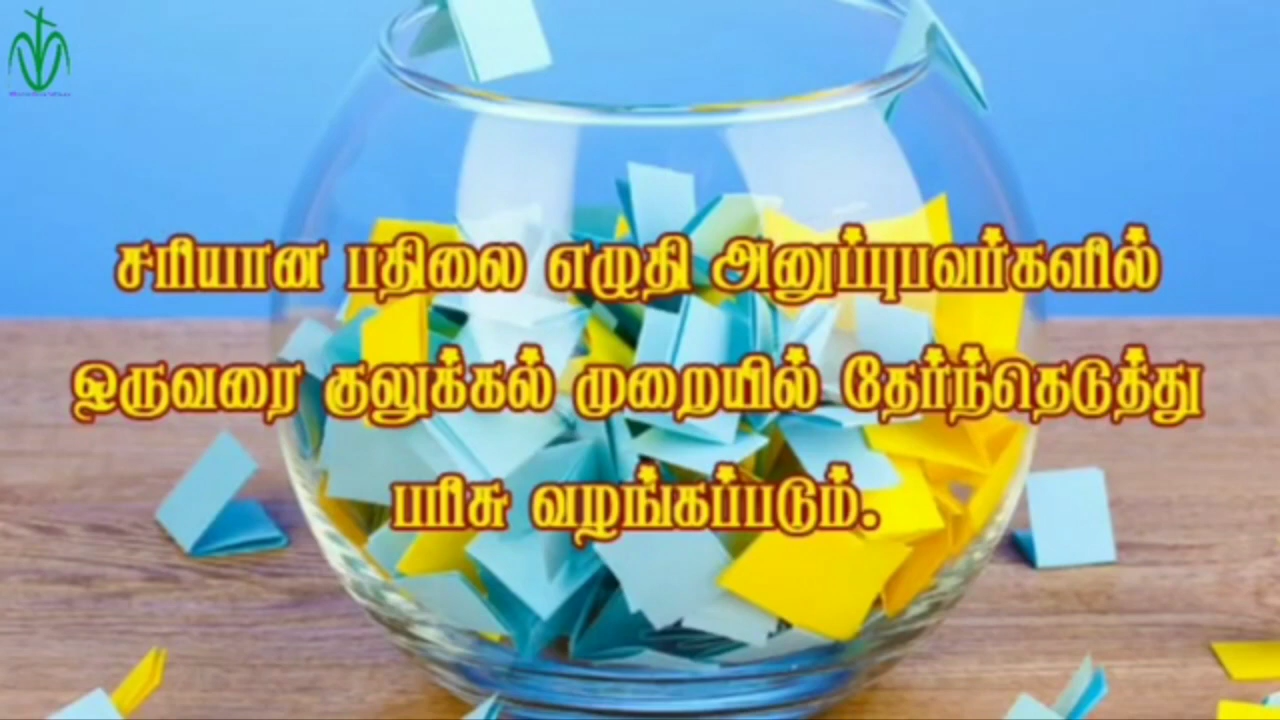 சரியான பதிலை எழுதி அனுப்புபவர்களில்
ஒருவரை குலுக்கல் முறையில் தேர்ந்தெடுத்து
பரிசு வழங்கப்படும்.